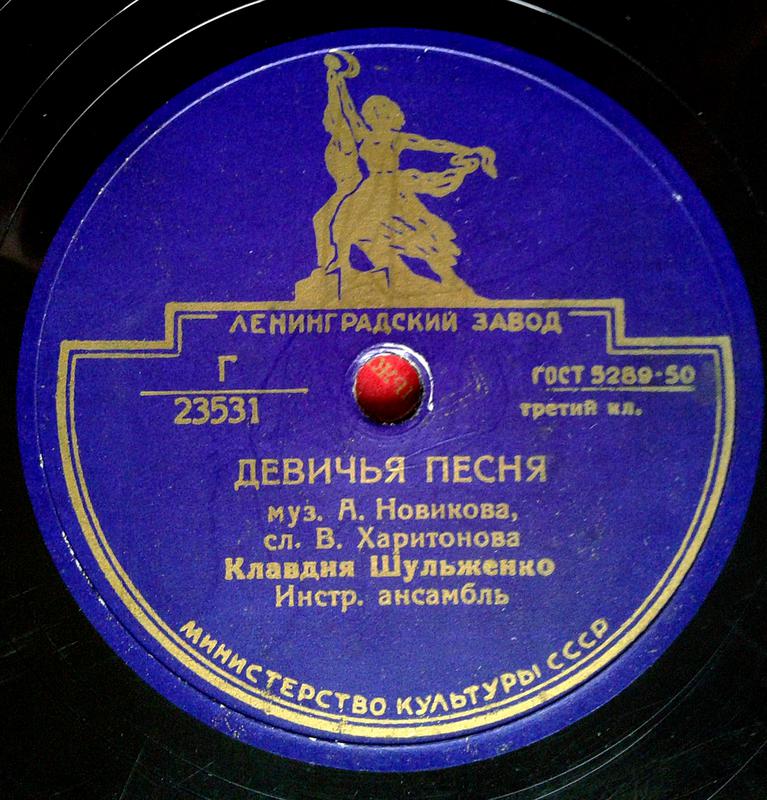 ЛЕНИНГРАДСКИЙ ЗАВОД
Г
23531
ГОСТ 5289-50
третий кл.
ДЕВИЧЬЯ ПЕСНЯ
муз. А. Новикова,
сл. В. Харитонова
Клавдия Шульженко
Инстр. ансамбль
МИНИСТЕРСТВО КУЛЬТУРЫ СССР